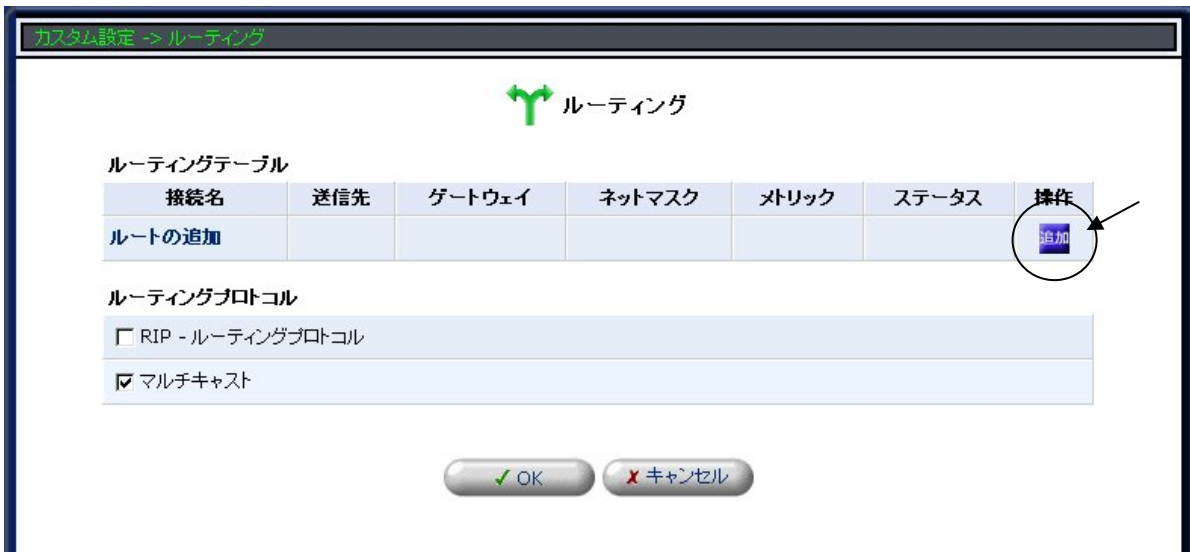 カスタム設定 -> ルーティング
ルーティング
ルーティングテーブル
接続名 送信先 ゲートウェイ ネットマスク メトリック ステータス 操作
ルートの追加 追加
ルーティングプロトコル
RIP - ルーティングプロトコル
マルチキャスト
OK キャンセル